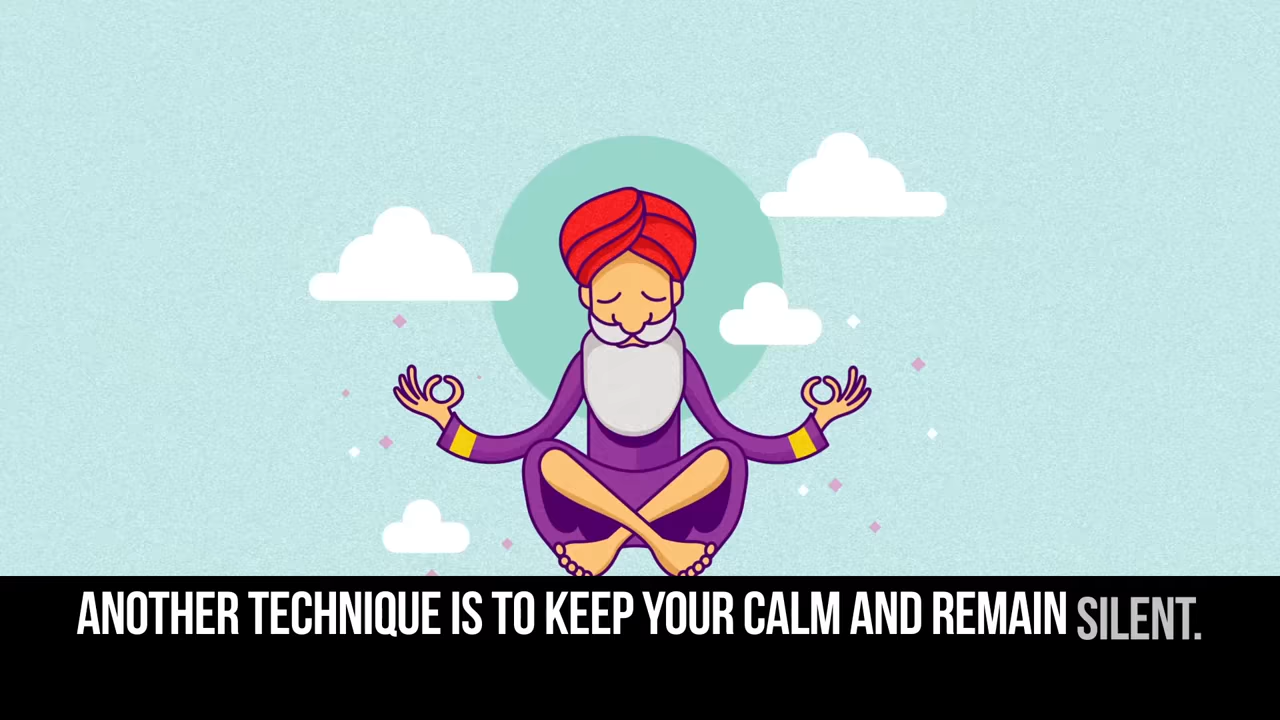 ANOTHER TECHNIQUE IS TO KEEP YOUR CALM AND REMAIN SILENT.